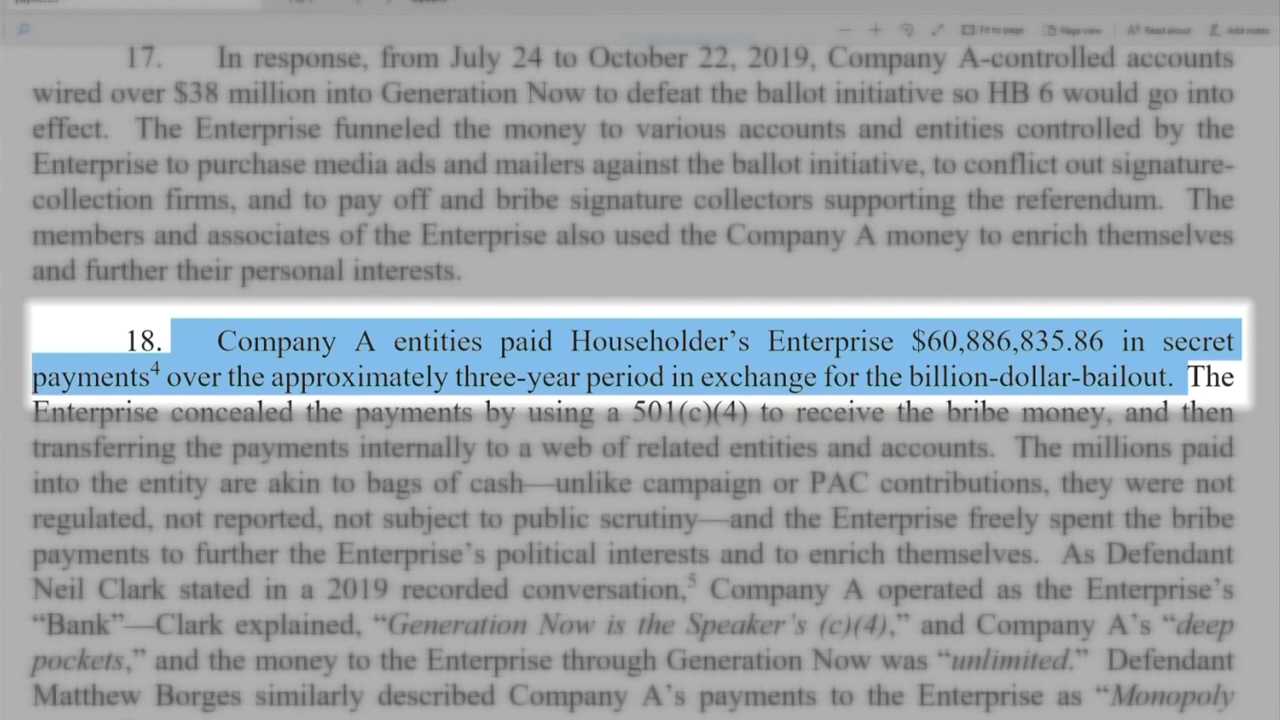 payments
Fit to page
Page view
Read aloud
Add notes
17. In response, from July 24 to October 22, 2019, Company A-controlled accounts
wired over $38 million into Generation Now to defeat the ballot initiative so HB 6 would go into
effect. The Enterprise funneled the money to various accounts and entities controlled by the
Enterprise to purchase media ads and mailers against the ballot initiative, to conflict out signature-
collection firms, and to pay off and bribe signature collectors supporting the referendum. The
members and associates of the Enterprise also used the Company A money to enrich themselves
and further their personal interests.
18. Company A entities paid Householder’s Enterprise $60,886,835.86 in secret
payments4 over the approximately three-year period in exchange for the billion-dollar-bailout. The
Enterprise concealed the payments by using a 501(c)(4) to receive the bribe money, and then
transferring the payments internally to a web of related entities and accounts. The millions paid
into the entity are akin to bags of cash—unlike campaign or PAC contributions, they were not
regulated, not reported, not subject to public scrutiny—and the Enterprise freely spent the bribe
payments to further the Enterprise’s political interests and to enrich themselves. As Defendant
Neil Clark stated in a 2019 recorded conversation,5 Company A operated as the Enterprise’s
“Bank”—Clark explained, “Generation Now is the Speaker’s (c)(4),” and Company A’s “deep
pockets,” and the money to the Enterprise through Generation Now was “unlimited.” Defendant
Matthew Borges similarly described Company A’s payments to the Enterprise as “Monopoly